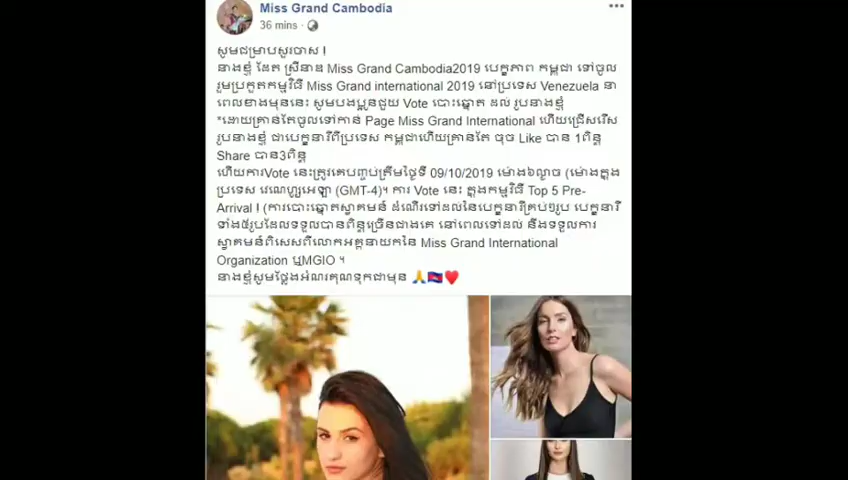 Miss Grand Cambodia
36 mins ·
សូមជម្រាបសួរបាស !
នាងខ្ញុំ ដែត ស្រីនាឌ Miss Grand Cambodia2019 បេក្ខភាព កម្ពុជា ទៅចូល
រួមប្រកួតកម្មវិធី Miss Grand international 2019 នៅប្រទេស Venezuela នា
ពេលខាងមុននេះ សូមបងប្អូនជួយ Vote បោះឆ្នោត ដល់ រូបនាងខ្ញុំ
*ដោយគ្រាន់តែចូលទៅកាន់ Page Miss Grand International ហើយជ្រើសរើស
រូបនាងខ្ញុំ ជាបេក្ខនារីពីប្រទេស កម្ពុជាហើយគ្រាន់តែ ចុច Like បាន 1ពិន្ទុ
Share បាន3ពិន្ទុ
ហើយការVote នេះត្រូវគេបញ្ចប់ត្រឹមថ្ងៃទី 09/10/2019 ម៉ោង៦ល្ងាច (ម៉ោងក្នុង
ប្រទេស វេណេហ្សូអេឡា (GMT-4)។ ការ Vote នេះ ក្នុងកម្មវិធី Top 5 Pre-
Arrival ! (ការបោះឆ្នោតស្វាគមន៍ ដំណើរទៅដល់នៃបេក្ខនារីគ្រប់ៗរូប បេក្ខនារី
ទាំង៥រូបដែលទទួលបានពិន្ទុច្រើនជាងគេ នៅពេលទៅដល់ នឹងទទួលការ
ស្វាគមន៍ពិសេសពីលោកអគ្គនាយកនៃ Miss Grand International
Organization ឬMGIO ។
នាងខ្ញុំសូមថ្លែងអំណរគុណទុកជាមុន 🙏🇰🇭❤️